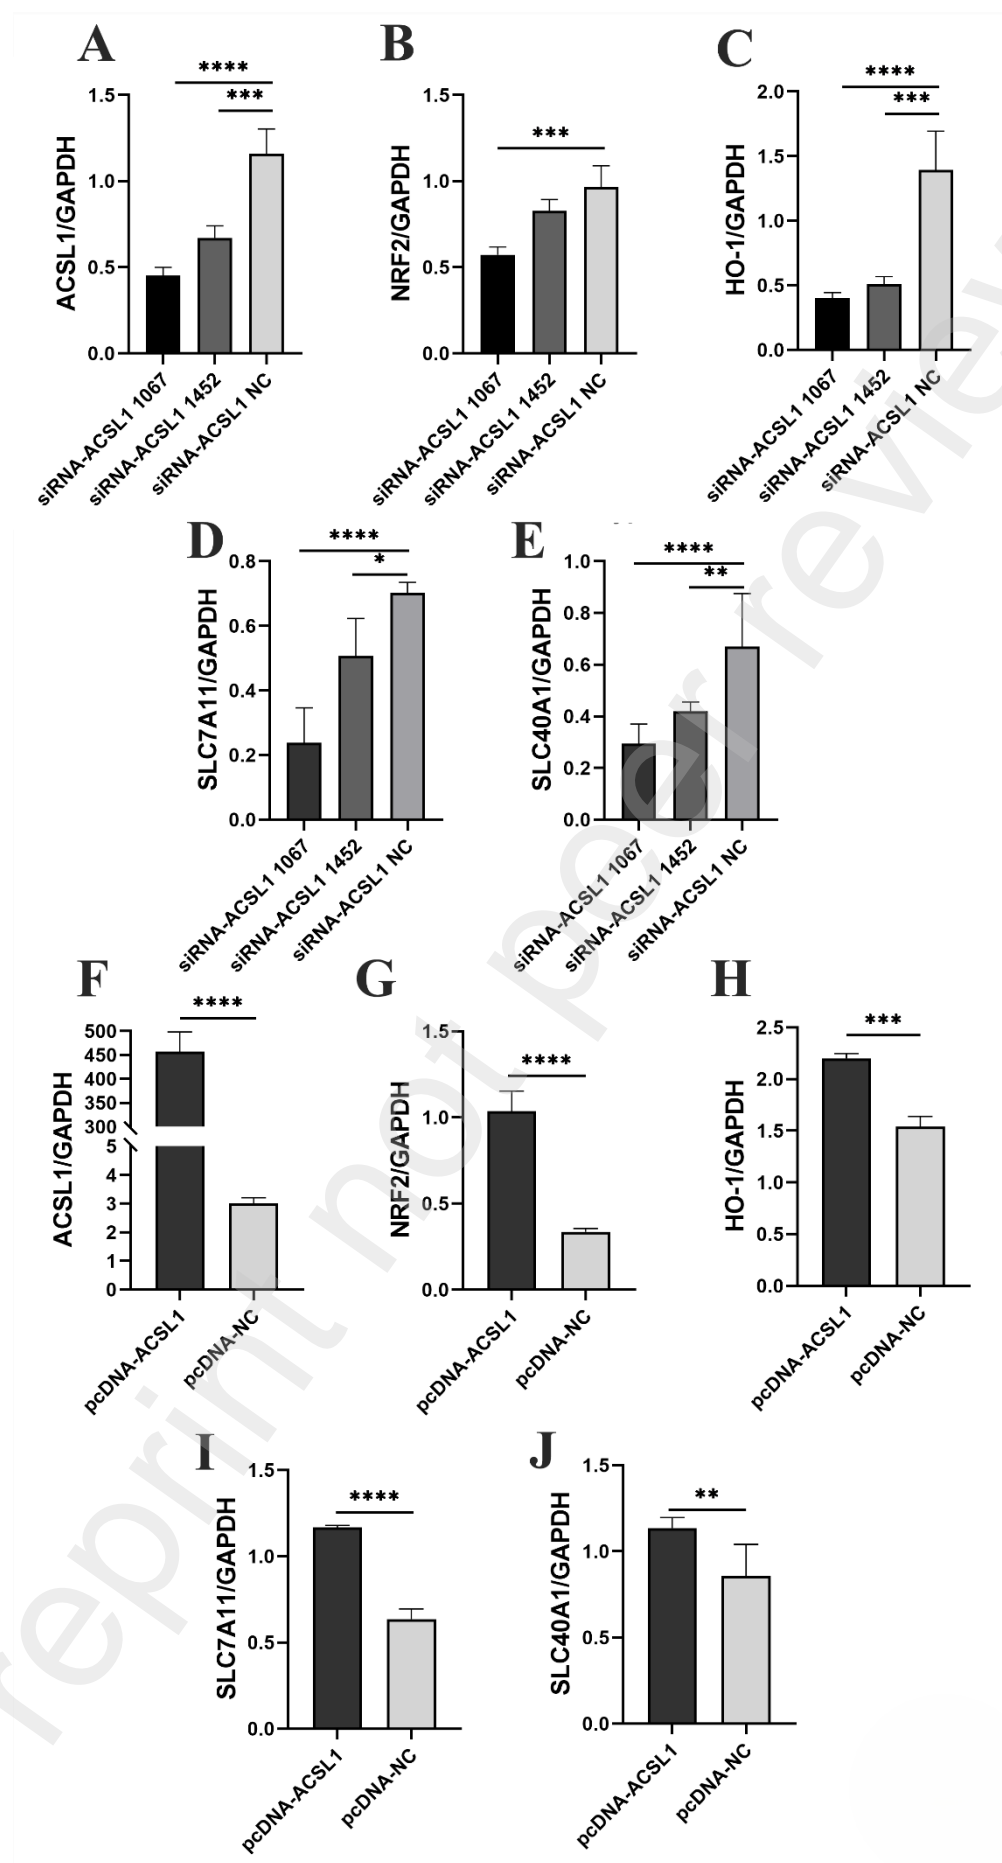 A
B
C
****
***
1.5
1.0
0.5
0.0
ACSL1/GAPDH
siRNA-ACSL1 1067
siRNA-ACSL1 1452
siRNA-ACSL1 NC
***
1.5
1.0
0.5
0.0
NRF2/GAPDH
siRNA-ACSL1 1067
siRNA-ACSL1 1452
siRNA-ACSL1 NC
****
***
2.0
1.5
1.0
0.5
0.0
HO-1/GAPDH
siRNA-ACSL1 1067
siRNA-ACSL1 1452
siRNA-ACSL1 NC
D
E
****
*
0.8
0.6
0.4
0.2
0.0
SLC7A11/GAPDH
siRNA-ACSL1 1067
siRNA-ACSL1 1452
siRNA-ACSL1 NC
****
**
1.0
0.8
0.6
0.4
0.2
0.0
SLC40A1/GAPDH
siRNA-ACSL1 1067
siRNA-ACSL1 1452
siRNA-ACSL1 NC
F
G
H
****
500
450
400
350
300
5
4
3
2
1
0
ACSL1/GAPDH
pcDNA-ACSL1
pcDNA-NC
****
1.5
1.0
0.5
0.0
NRF2/GAPDH
pcDNA-ACSL1
pcDNA-NC
***
2.5
2.0
1.5
1.0
0.5
0.0
HO-1/GAPDH
pcDNA-ACSL1
pcDNA-NC
I
J
****
1.5
1.0
0.5
0.0
SLC7A11/GAPDH
pcDNA-ACSL1
pcDNA-NC
**
1.5
1.0
0.5
0.0
SLC40A1/GAPDH
pcDNA-ACSL1
pcDNA-NC
reprint not peer review